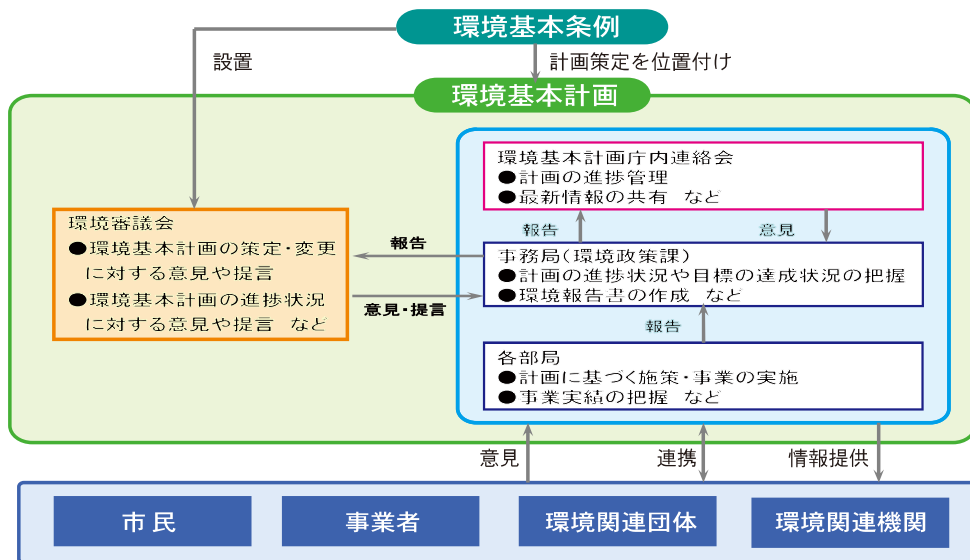 環境基本条例
設置
計画策定を位置付け
環境基本計画
環境基本計画庁内連絡会
●計画の進捗管理
●最新情報の共有 など
報告
意見
環境審議会
●環境基本計画の策定・変更
に対する意見や提言
●環境基本計画の進捗状況
に対する意見や提言 など
報告
意見・提言
事務局(環境政策課)
●計画の進捗状況や目標の達成状況の把握
●環境報告書の作成 など
報告
各部局
●計画に基づく施策・事業の実施
●事業実績の把握 など
意見
連携
情報提供
市民
事業者
環境関連団体
環境関連機関